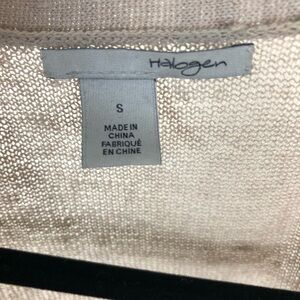 Halogen
S
MADE IN
CHINA
FABRIQUÉ
EN CHINE